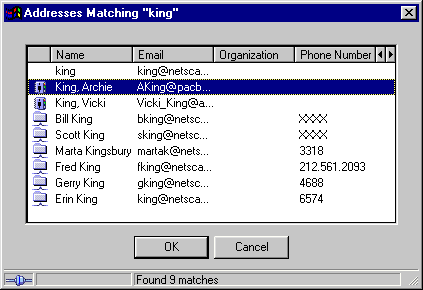 Addresses Matching "king"
Name Email Organization Phone Number
king king@netsca...
King, Archie AKing@pacb...
King, Vicki Vicki_King@a...
Bill King bking@netsc... XXXX
Scott King sking@netsc... XXXX
Marta Kingsbury martak@nets... 3318
Fred King fking@netsca... 212.561.2093
Gerry King gking@netsc... 4688
Erin King eking@netsca... 6574
OK Cancel
Found 9 matches